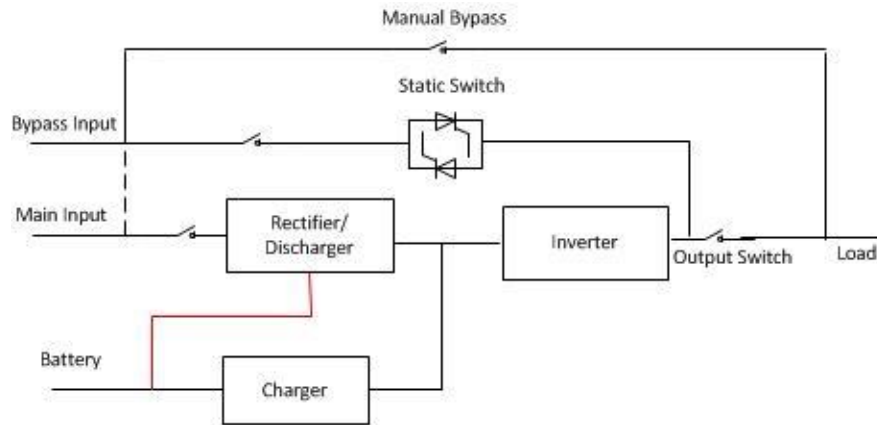 Manual Bypass
Static Switch
Bypass Input
Main Input
Rectifier/
Discharger
Inverter
Output Switch
Load
Battery
Charger